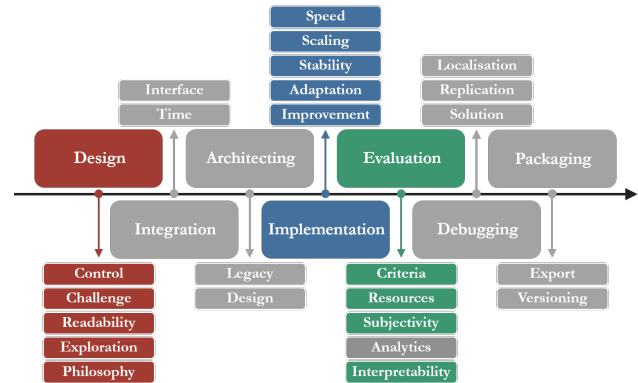 Speed
Scaling
Stability
Adaptation
Improvement
Interface
Time
Localisation
Replication
Solution
Design
Architecting
Evaluation
Packaging
Integration
Implementation
Debugging
Control
Challenge
Readability
Exploration
Philosophy
Legacy
Design
Criteria
Resources
Subjectivity
Analytics
Interpretability
Export
Versioning